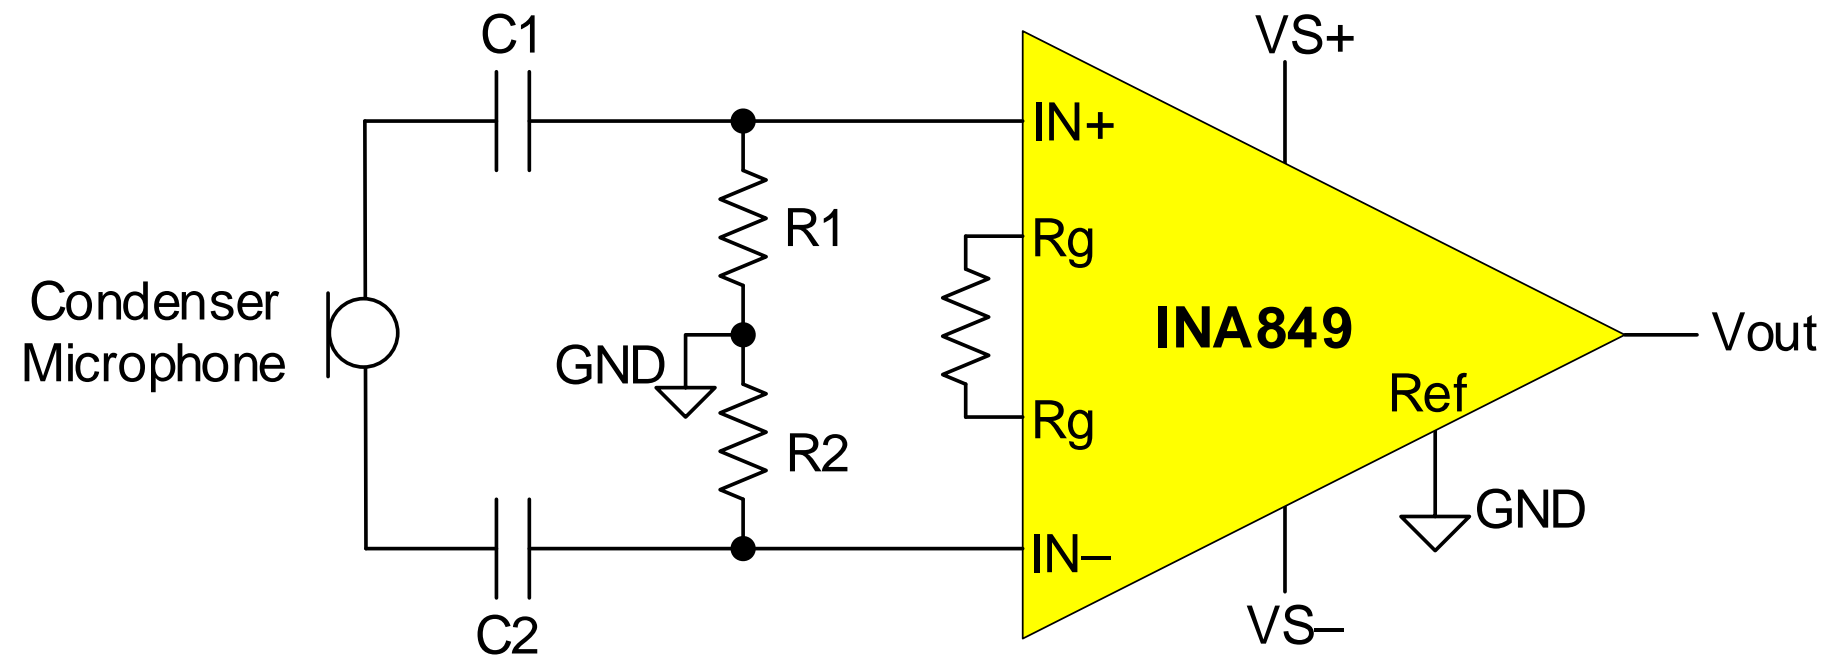 C1
VS+
IN+
R1
Rg
Condenser
Microphone
GND
INA849
Vout
Rg
Ref
R2
GND
IN–
C2
VS–